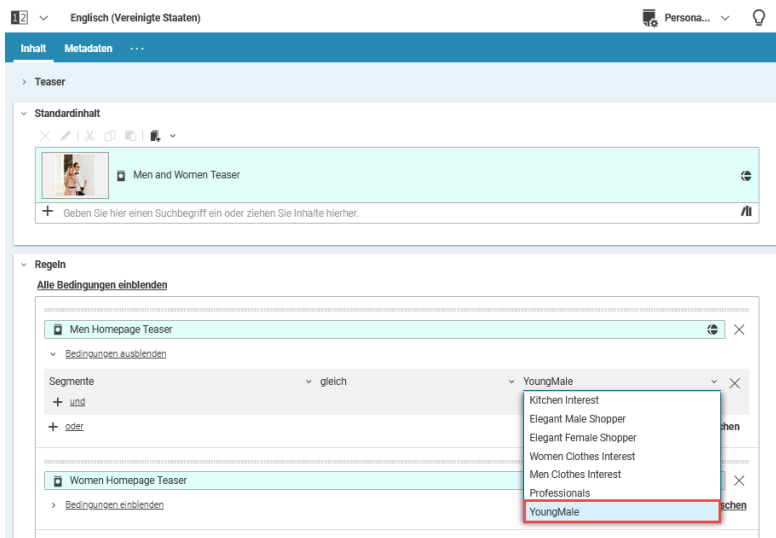 12 Englisch (Vereinigte Staaten) Persona...
Inhalt Metadaten ...
Teaser
Standardinhalt
Men and Women Teaser
Geben Sie hier einen Suchbegriff ein oder ziehen Sie Inhalte hierher.
Regeln
Alle Bedingungen einblenden
Men Homepage Teaser
Bedingungen ausblenden
Segmente gleich YoungMale
und
oder
Kitchen Interest
Elegant Male Shopper
Elegant Female Shopper
Women Clothes Interest
Men Clothes Interest
Professionals
YoungMale
Women Homepage Teaser
Bedingungen einblenden